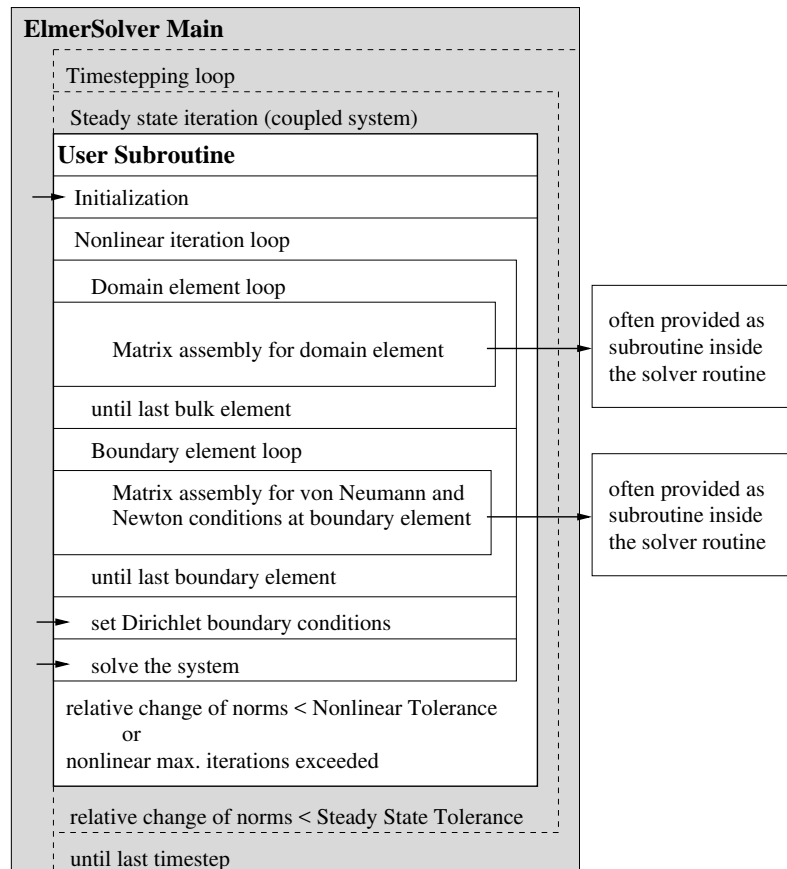 ElmerSolver Main
Timestepping loop
Steady state iteration (coupled system)
User Subroutine
Initialization
Nonlinear iteration loop
Domain element loop
Matrix assembly for domain element
often provided as
subroutine inside
the solver routine
until last bulk element
Boundary element loop
Matrix assembly for von Neumann and
Newton conditions at boundary element
often provided as
subroutine inside
the solver routine
until last boundary element
set Dirichlet boundary conditions
solve the system
relative change of norms < Nonlinear Tolerance
or
nonlinear max. iterations exceeded
relative change of norms < Steady State Tolerance
until last timestep